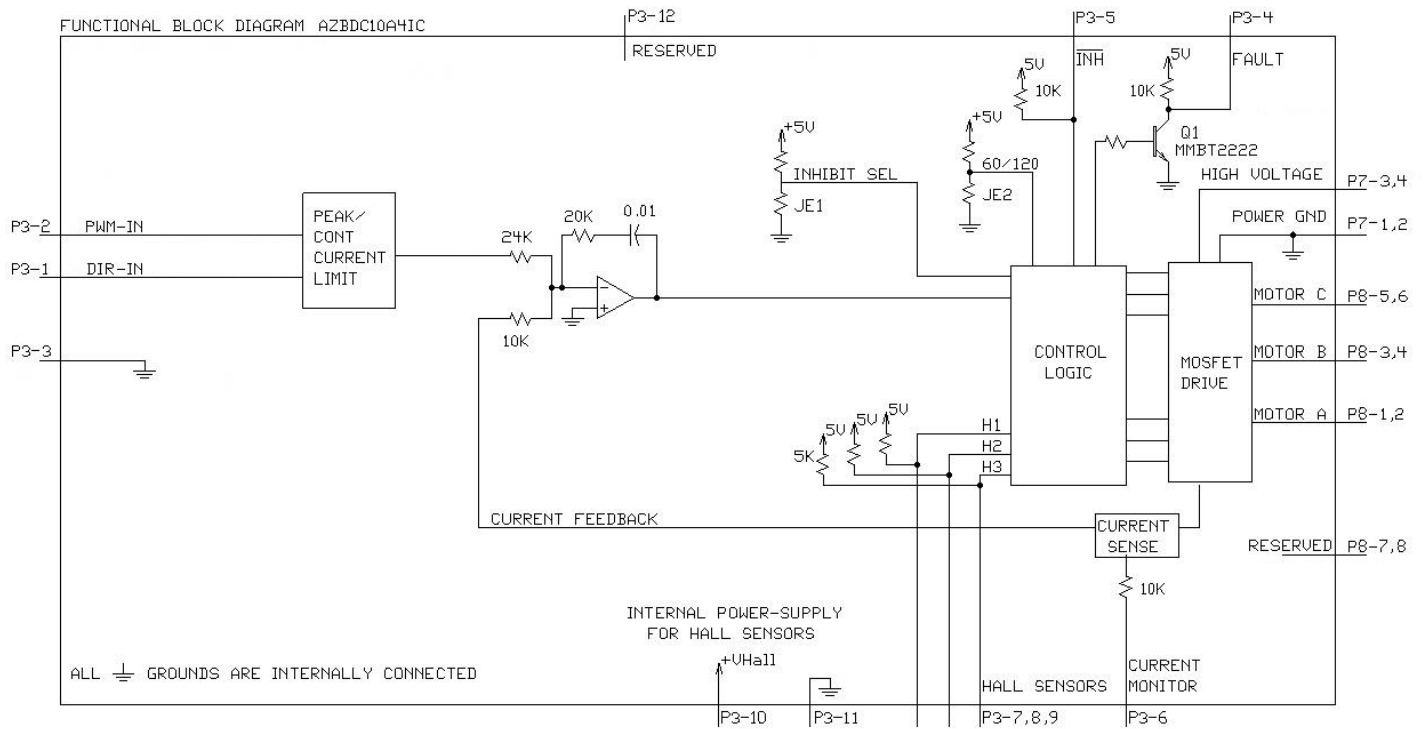 FUNCTIONAL BLOCK DIAGRAM AZBDC10A4IC
P3-12
RESERVED
P3-5
INH
P3-4
FAULT
5V
10K
5V
10K
+5V
+5V
Q1
MMBT2222
INHIBIT SEL
60/120
JE1
JE2
HIGH VOLTAGE
P7-3,4
POWER GND
P7-1,2
P3-2
PWM-IN
P3-1
DIR-IN
PEAK/
CONT
CURRENT
LIMIT
24K
20K
0.01
10K
P3-3
CONTROL
LOGIC
MOSFET
DRIVE
MOTOR C
P8-5,6
MOTOR B
P8-3,4
MOTOR A
P8-1,2
5V
5V
5V
5K
H1
H2
H3
CURRENT FEEDBACK
CURRENT
SENSE
RESERVED
P8-7,8
10K
INTERNAL POWER-SUPPLY
FOR HALL SENSORS
+VHall
ALL GROUNDS ARE INTERNALLY CONNECTED
HALL SENSORS
CURRENT
MONITOR
P3-10
P3-11
P3-7,8,9
P3-6